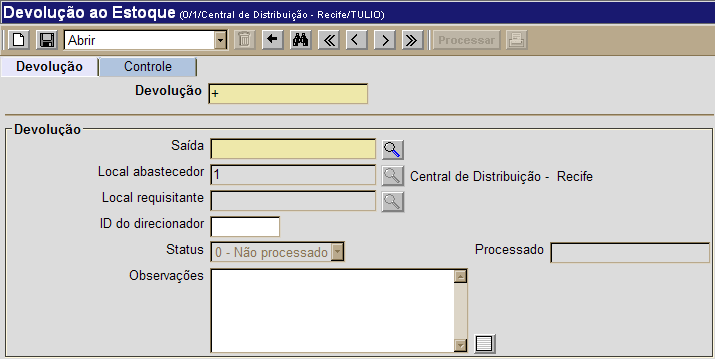 Devolução ao Estoque (0/1/Central de Distribuição - Recife/TULIO)
Abrir Processar
Devolução Controle
Devolução +
Devolução
Saída
Local abastecedor 1 Central de Distribuição - Recife
Local requisitante
ID do direcionador
Status 0 - Não processado Processado
Observações